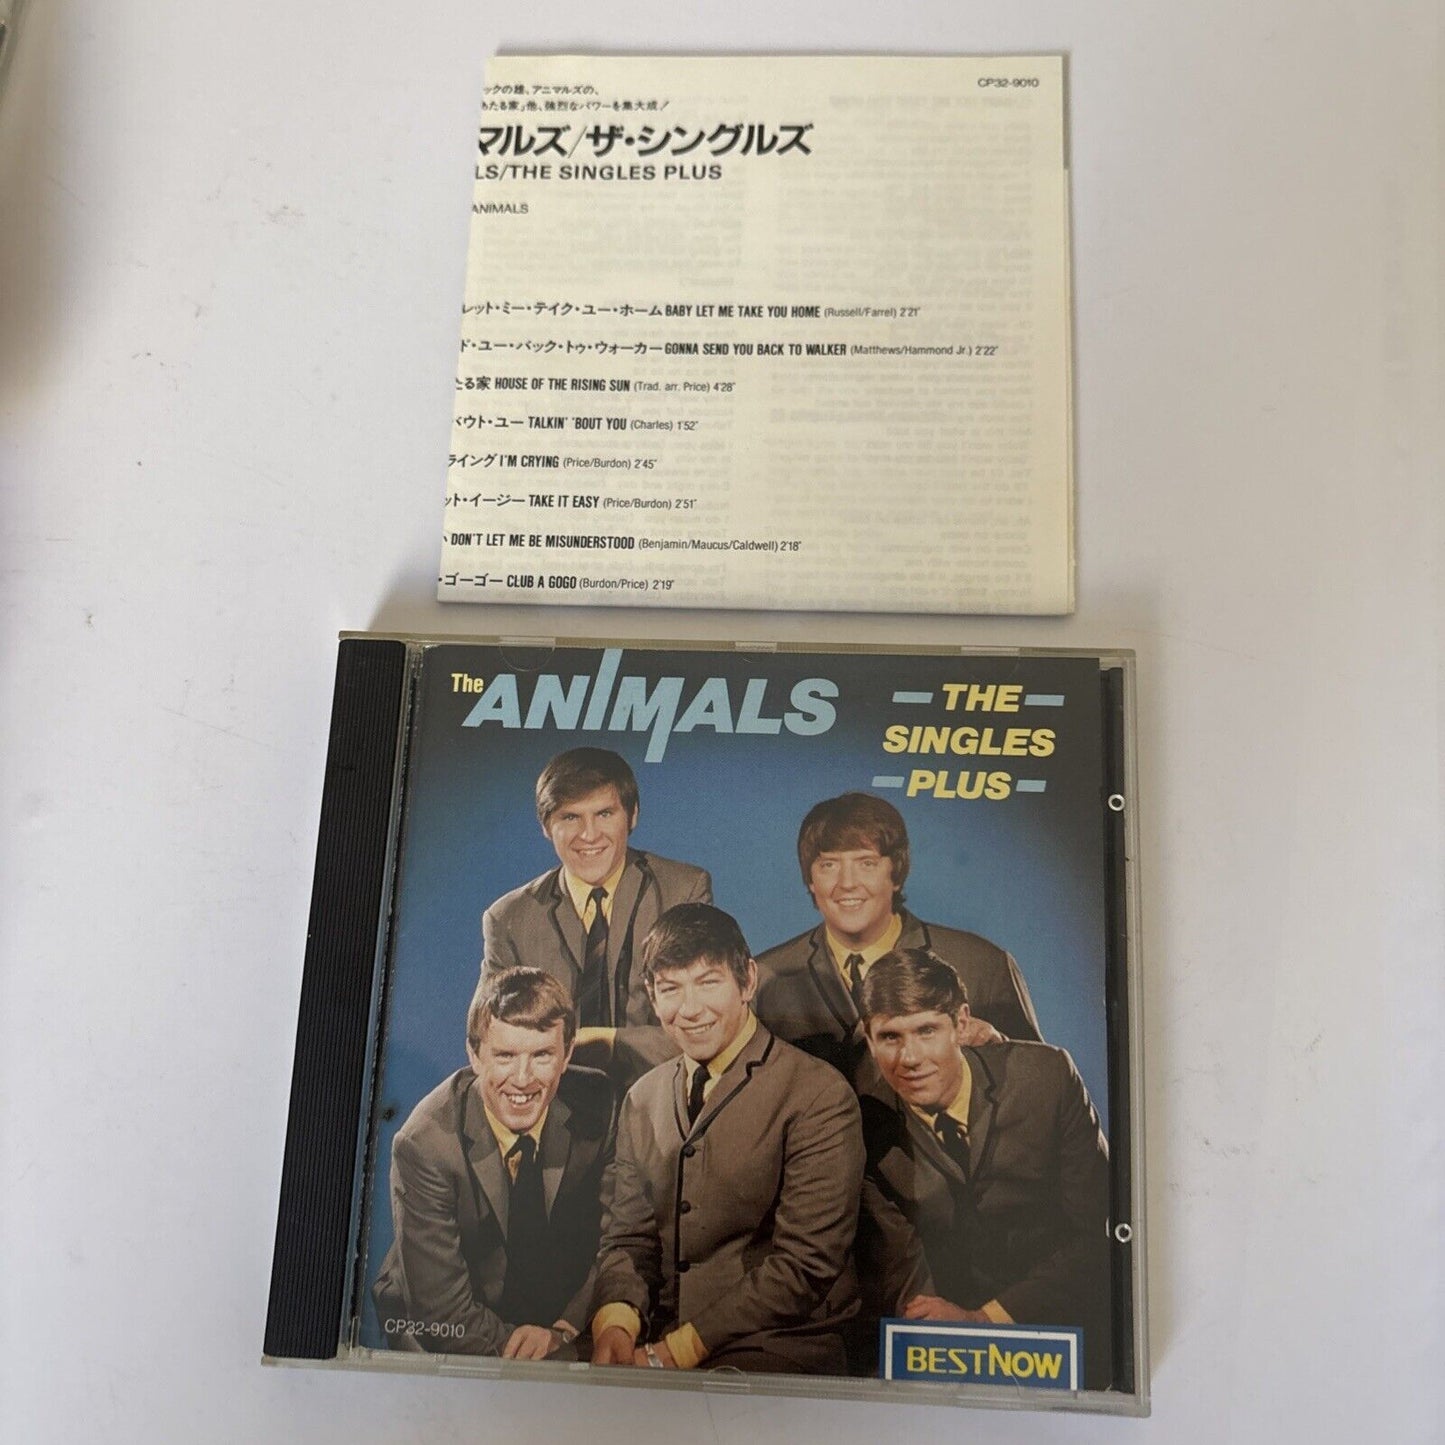 CP32-9010
ックの雄、アニマルズの、
あたる家」他、強烈なパワーを集大成！
マルズ/ザ・シングルズ
LS/THE SINGLES PLUS
ANIMALS
レット・ミー・テイク・ユー・ホーム BABY LET ME TAKE YOU HOME (Russell/Farrel) 2'21"
ド・ユー・バック・トゥ・ウォーカー GONNA SEND YOU BACK TO WALKER (Matthews/Hammond Jr.) 2'22"
たる家 HOUSE OF THE RISING SUN (Trad. arr. Price) 4'28"
バウト・ユー TALKIN' 'BOUT YOU (Charles) 1'52"
ライング I'M CRYING (Price/Burdon) 2'45"
ット・イージー TAKE IT EASY (Price/Burdon) 2'51"
DON'T LET ME BE MISUNDERSTOOD (Benjamin/Maucus/Caldwell) 2'18"
・ゴーゴー CLUB A GOGO (Burdon/Price) 2'19"
The ANIMALS
THE
SINGLES
PLUS
CP32-9010
BESTNOW